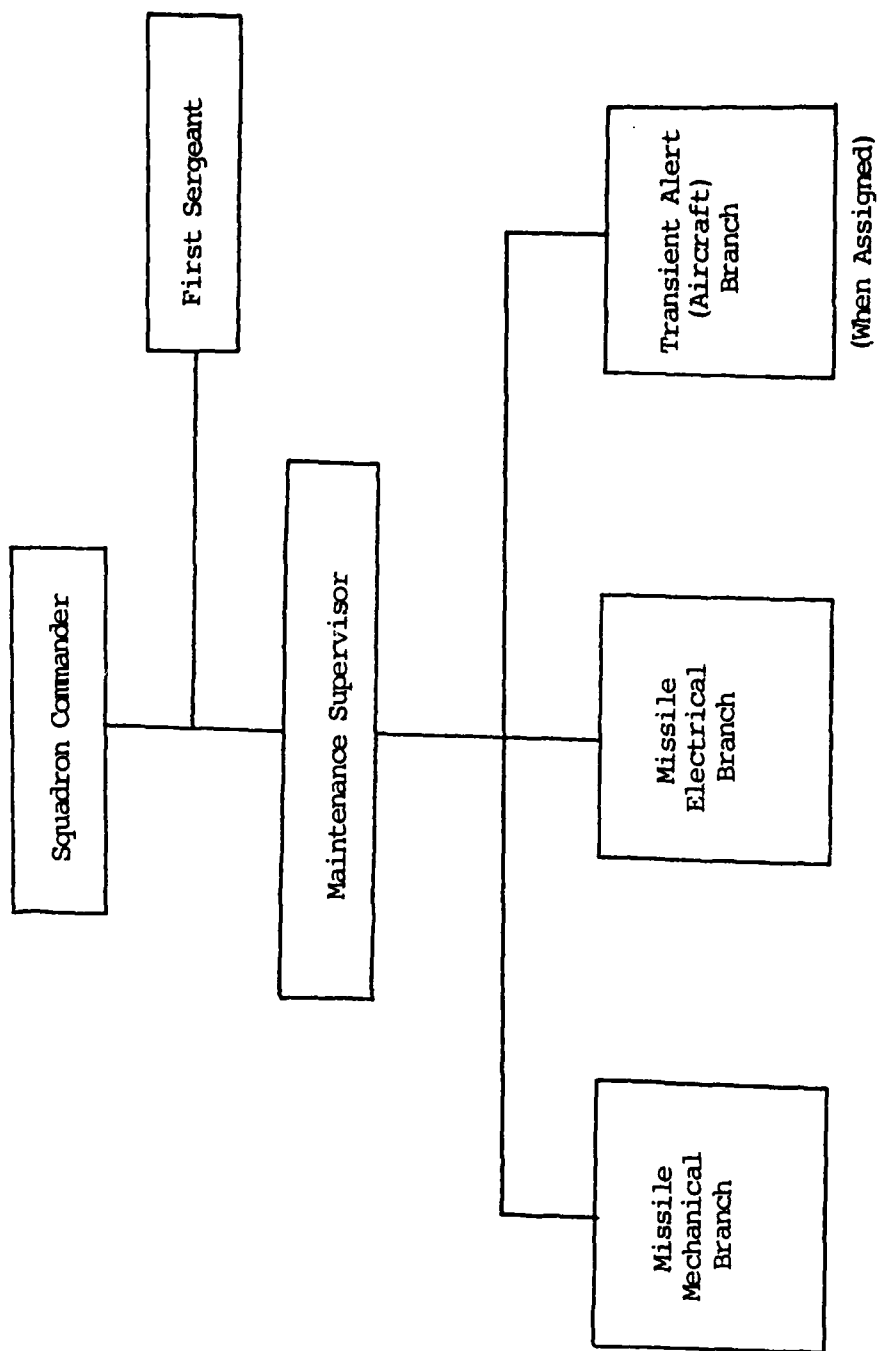 Squadron Commander
First Sergeant
Maintenance Supervisor
Missile
Mechanical
Branch
Missile
Electrical
Branch
Transient Alert
(Aircraft)
Branch
(When Assigned)